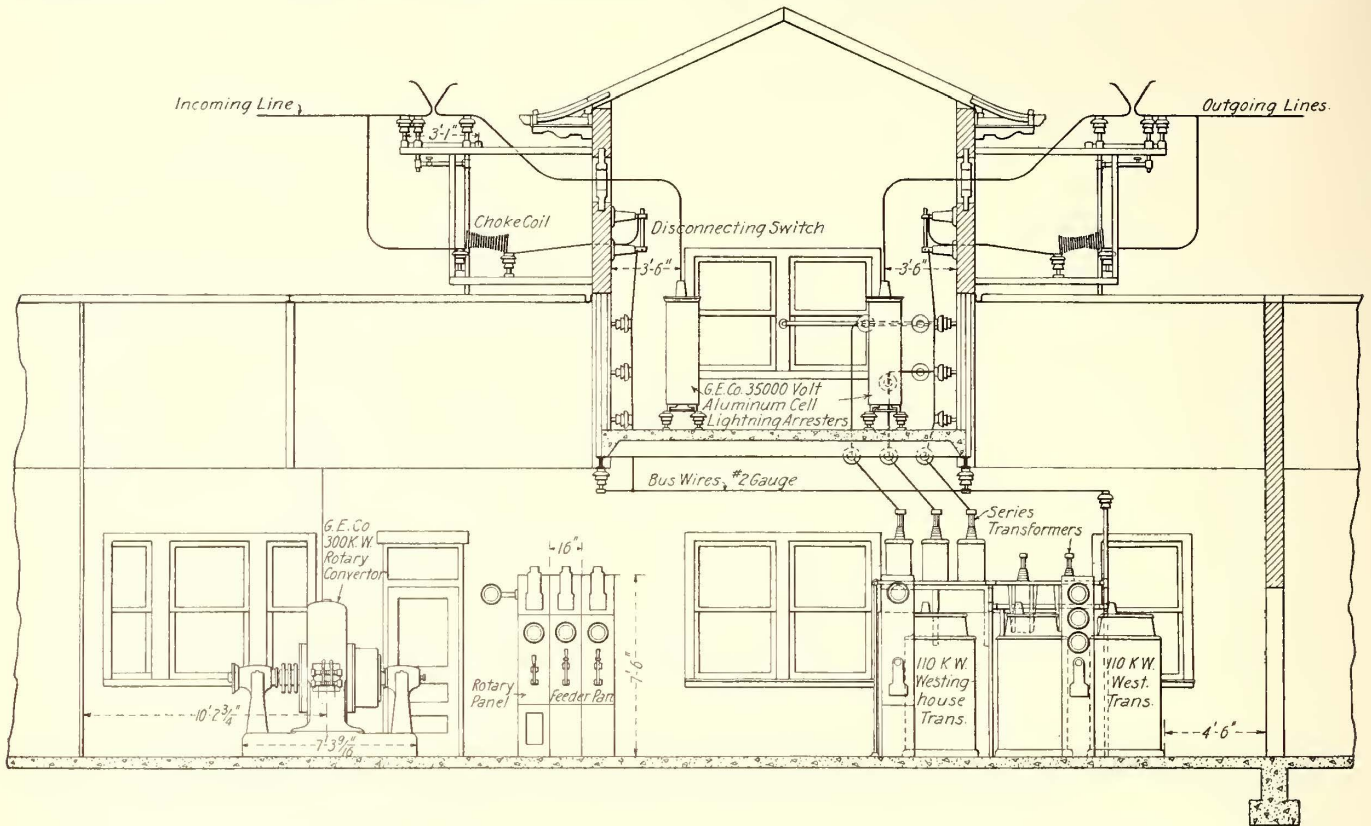 Incoming Line
Outgoing Lines.
3'-1"
Choke Coil
Disconnecting Switch
3'-6"
3'-6"
G.E.Co. 35000 Volt
Aluminum Cell
Lightning Arresters
Bus Wires #2 Gauge
Series
Transformers
G.E.Co
300 K.W.
Rotary
Convertor
16"
7'-6"
Rotary
Panel
Feeder Pan
110 K W.
Westing-
house
Trans.
110 K W.
West.
Trans.
10' 2 3/4"
7' 3 9/16"
4'-6"